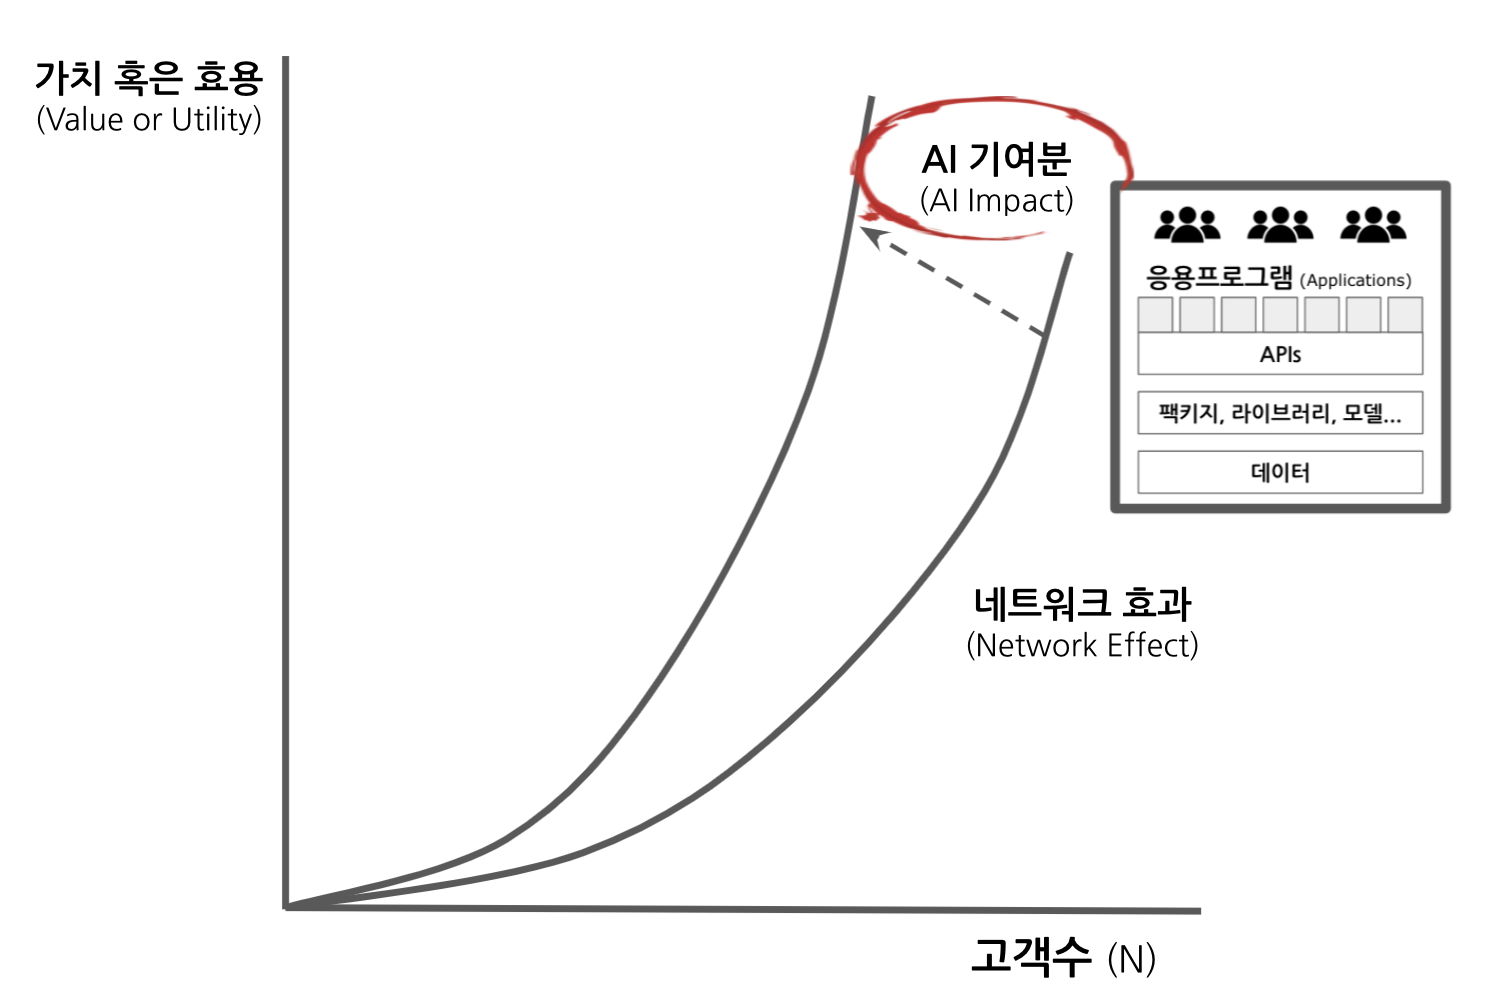 가치 혹은 효용
(Value or Utility)
AI 기여분
(AI Impact)
응용프로그램 (Applications)
APIs
팩키지, 라이브러리, 모델...
데이터
네트워크 효과
(Network Effect)
고객수 (N)